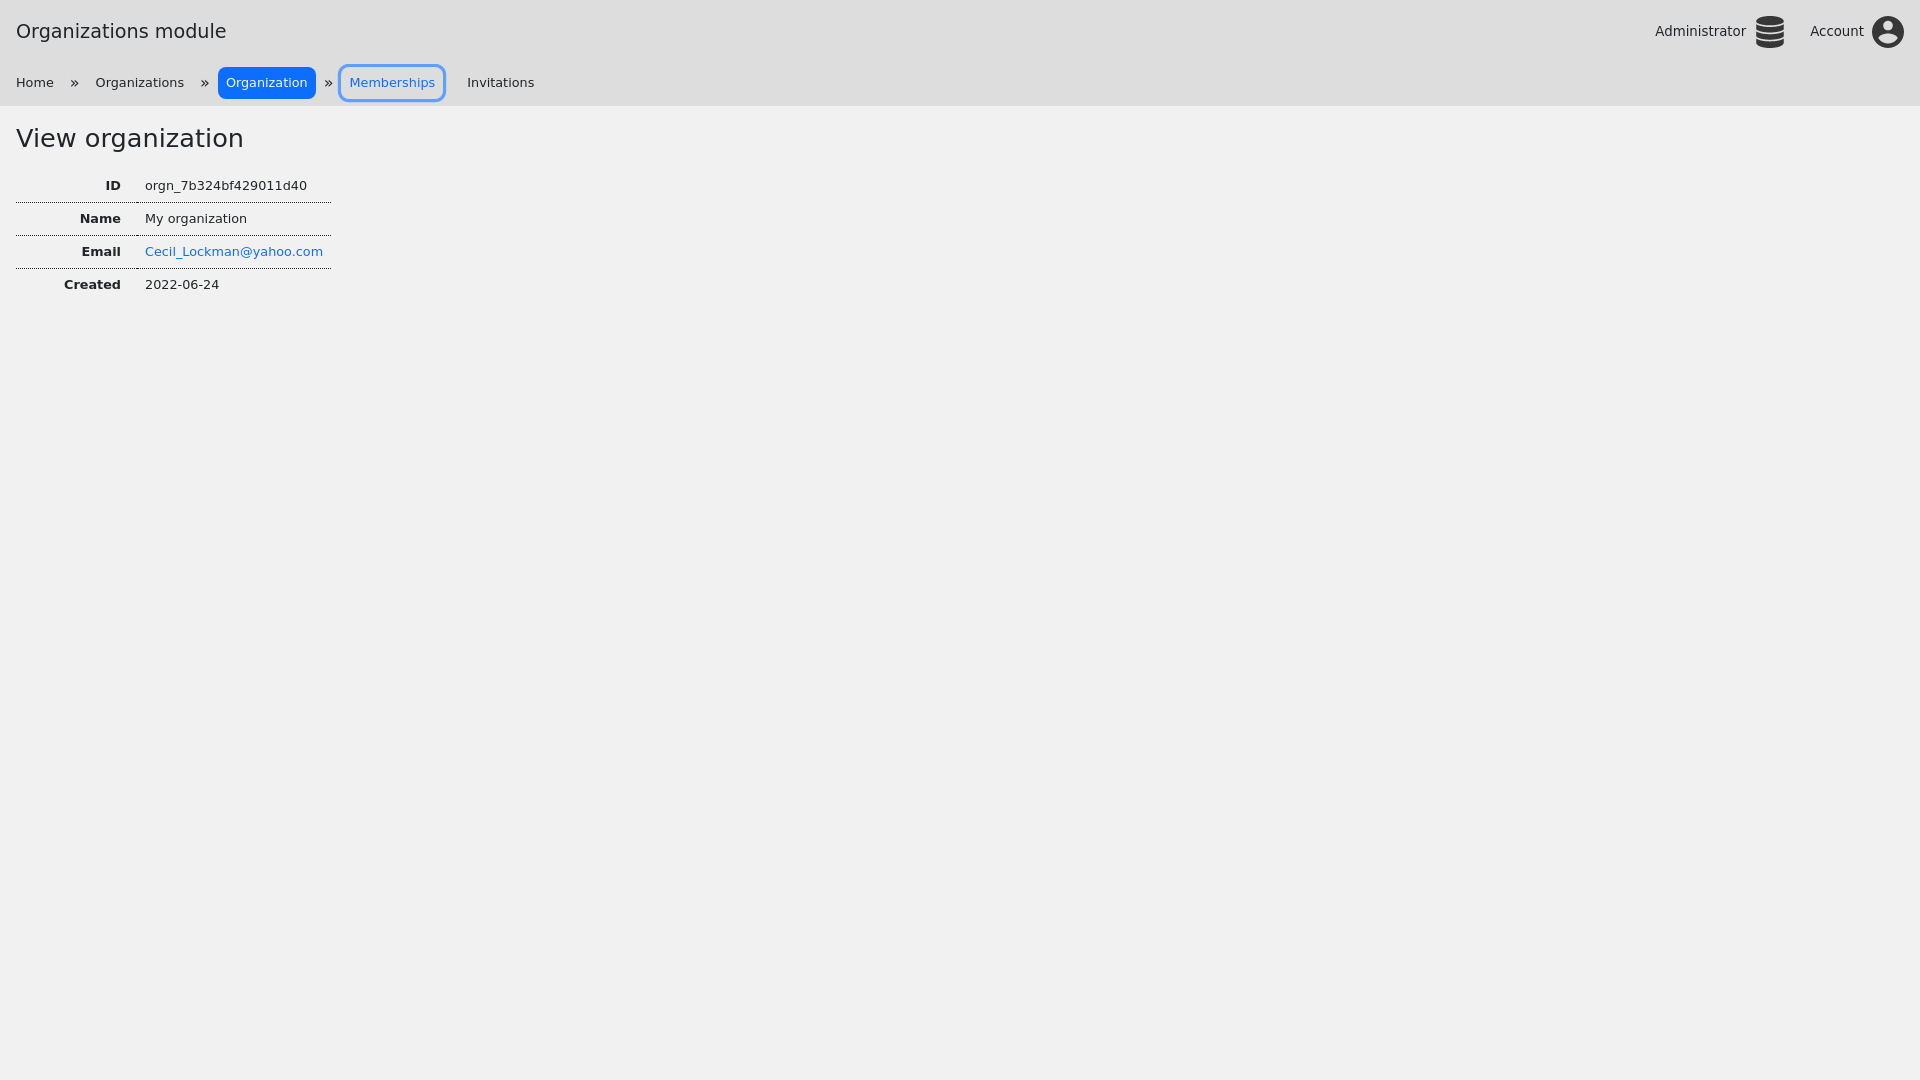 Organizations module
Administrator
Account
Home » Organizations » Organization » Memberships Invitations
View organization
ID orgn_7b324bf429011d40
Name My organization
Email Cecil_Lockman@yahoo.com
Created 2022-06-24